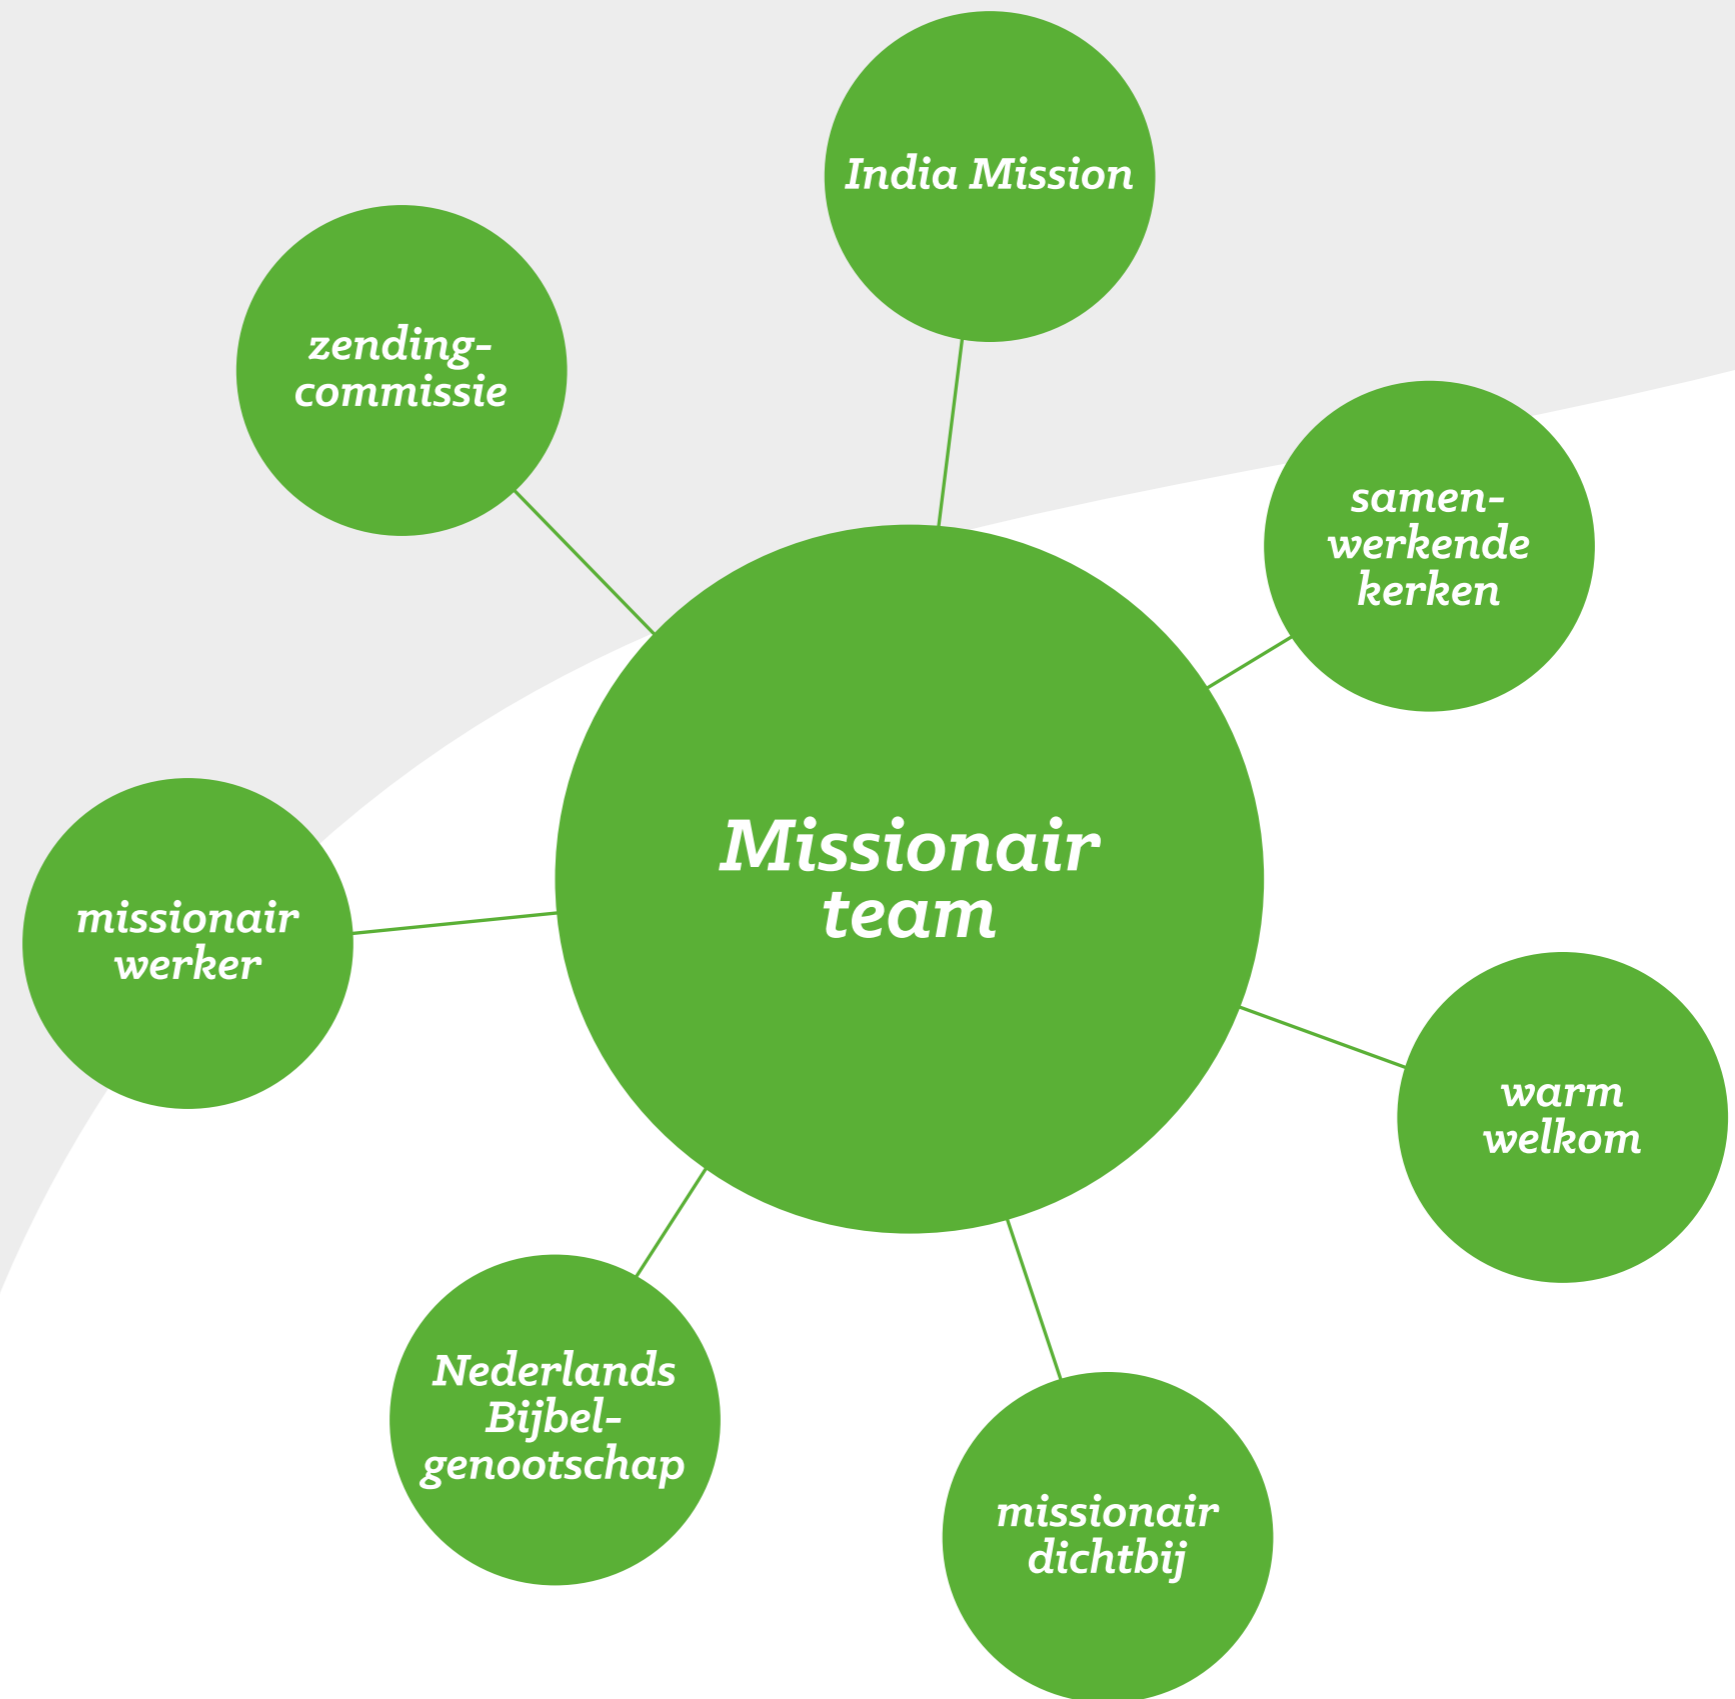 India Mission
zending-
commissie
samen-
werkende
kerken
Missionair
team
missionair
werker
warm
welkom
Nederlands
Bijbel-
genootschap
missionair
dichtbij